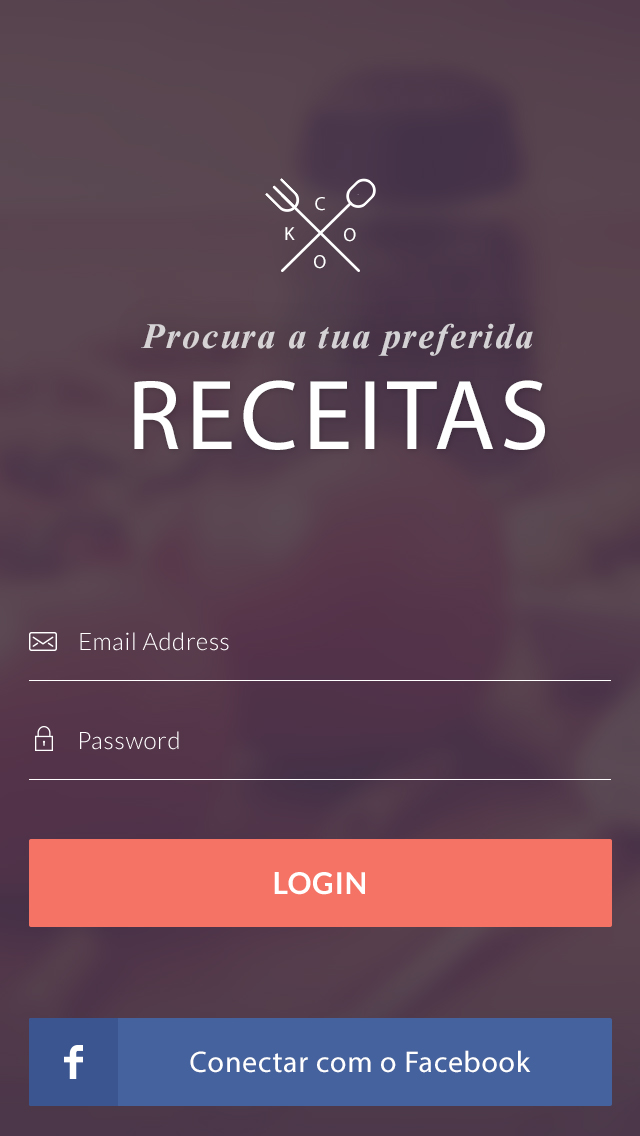 C
K O
O
Procura a tua preferida
RECEITAS
Email Address
Password
LOGIN
f Conectar com o Facebook